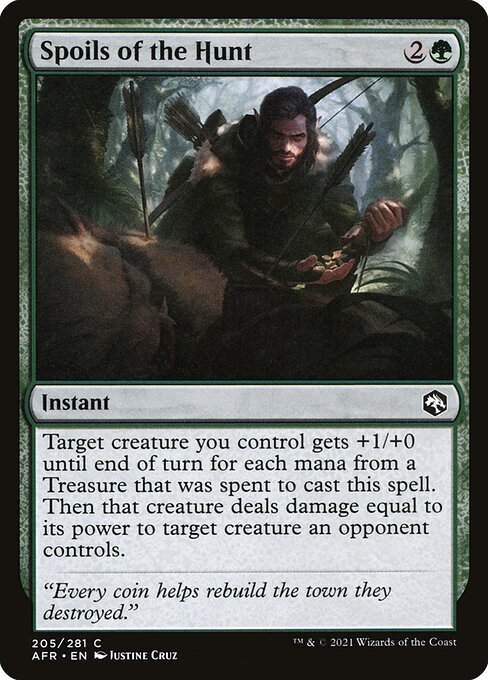 Spoils of the Hunt 2
Instant
Target creature you control gets +1/+0
until end of turn for each mana from a
Treasure that was spent to cast this spell.
Then that creature deals damage equal to
its power to target creature an opponent
controls.
“Every coin helps rebuild the town they
destroyed.”
205/281 C
™ & © 2021 Wizards of the Coast
AFR • EN Justine Cruz